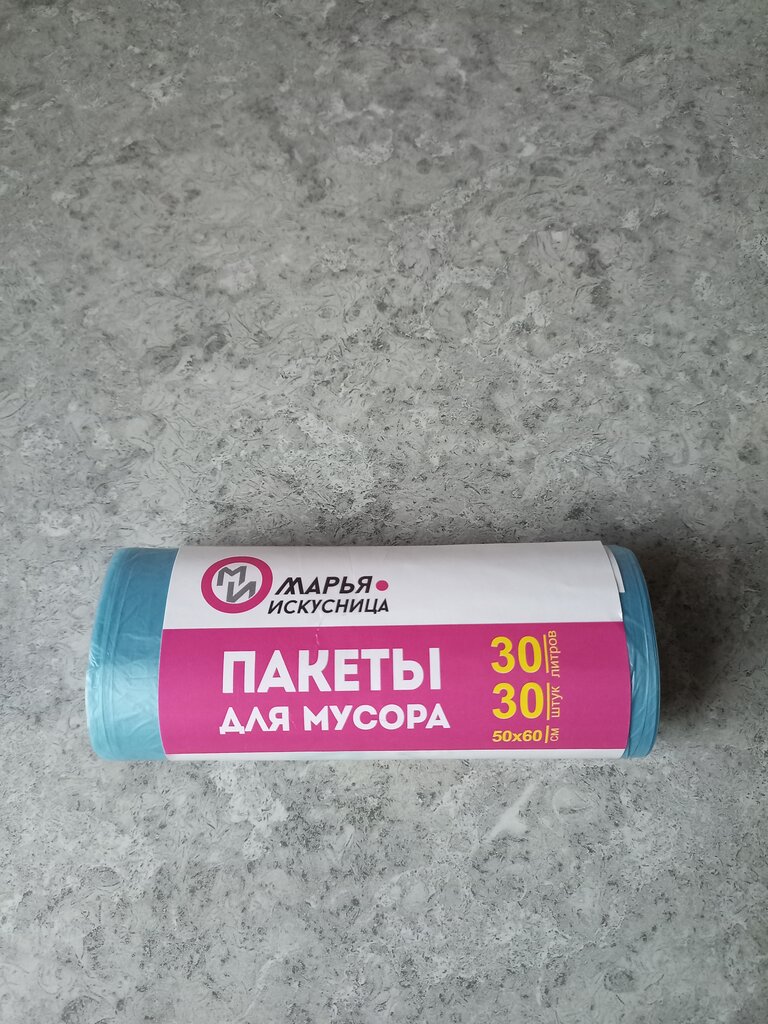 МИ
МАРЬЯ
ИСКУСНИЦА
ПАКЕТЫ
ДЛЯ МУСОРА
30 литров
30 штук
50x60 см